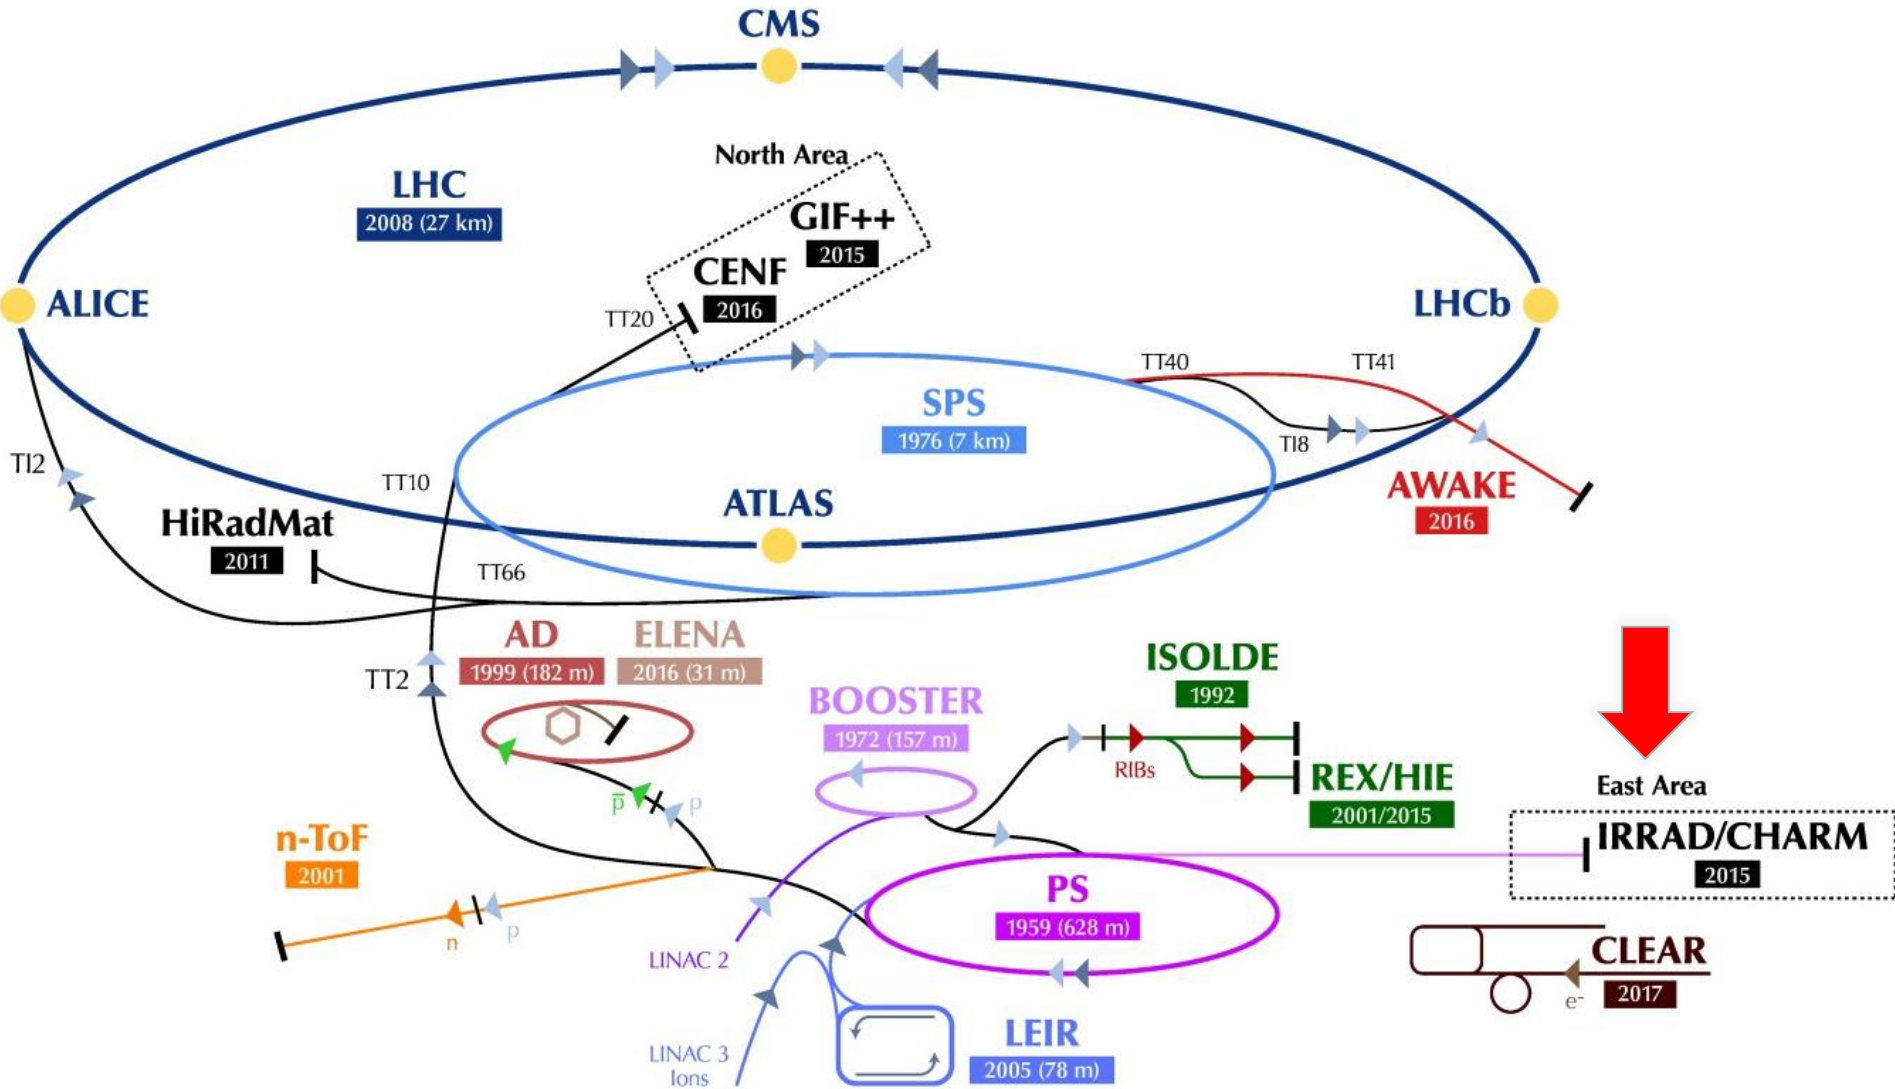 CMS
North Area
LHC
2008 (27 km)
GIF++
2015
CENF
2016
ALICE
LHCb
TT20
TT40
TT41
SPS
1976 (7 km)
TI8
TI2
TT10
AWAKE
2016
ATLAS
HiRadMat
2011
TT66
AD
1999 (182 m)
ELENA
2016 (31 m)
TT2
ISOLDE
1992
BOOSTER
1972 (157 m)
RIBs
REX/HIE
2001/2015
East Area
p̅
p
IRRAD/CHARM
2015
n-ToF
2001
PS
1959 (628 m)
n
p
LINAC 2
CLEAR
2017
e-
LEIR
2005 (78 m)
LINAC 3
Ions